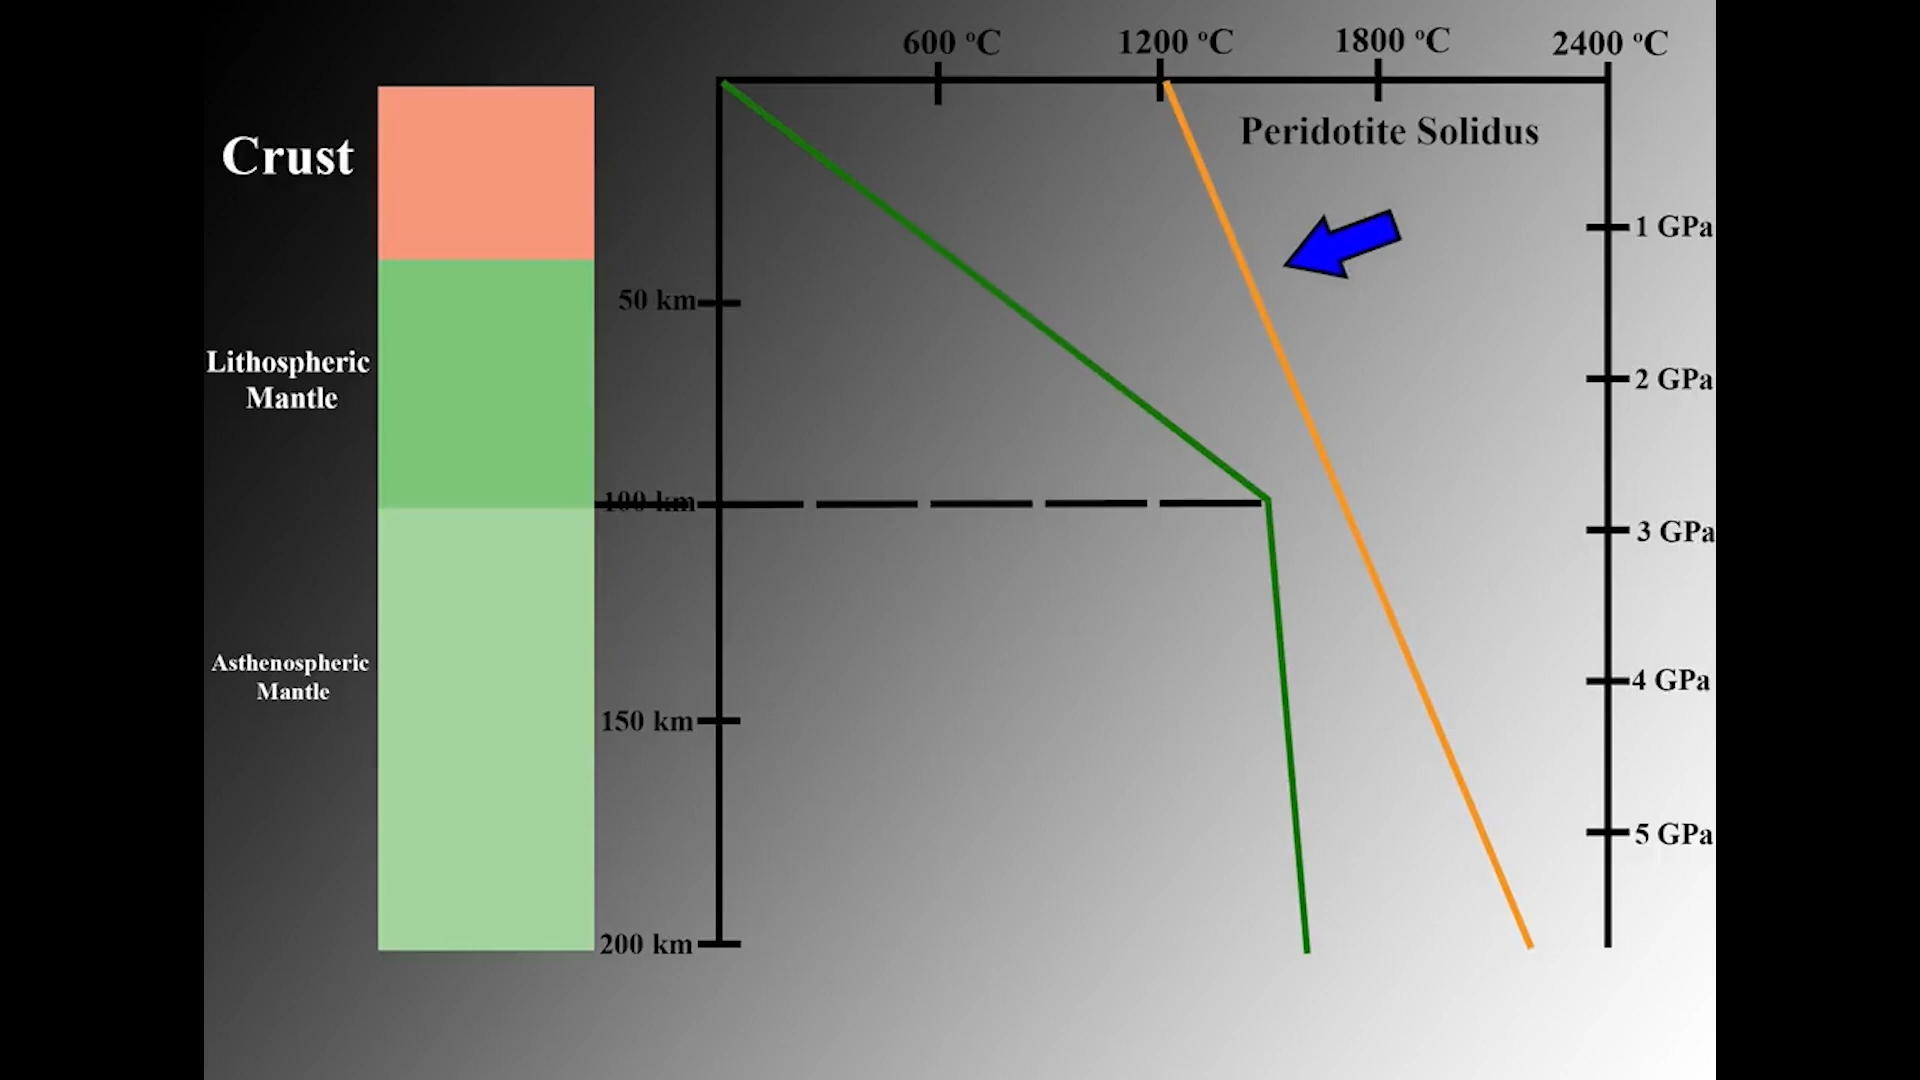 600 °C
1200 °C
1800 °C
2400 °C
Peridotite Solidus
Crust
1 GPa
50 km
Lithospheric
Mantle
2 GPa
100 km
3 GPa
Asthenospheric
Mantle
4 GPa
150 km
5 GPa
200 km